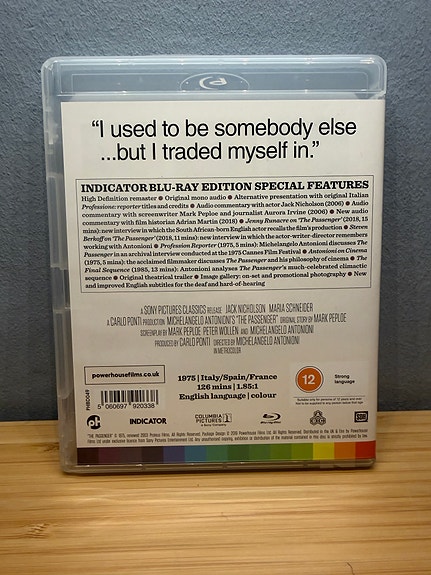 “I used to be somebody else
...but I traded myself in.”
INDICATOR BLU-RAY EDITION SPECIAL FEATURES
High Definition remaster ● Original mono audio ● Alternative presentation with original Italian
Professione: reporter titles and credits ● Audio commentary with actor Jack Nicholson (2006) ● Audio
commentary with screenwriter Mark Peploe and journalist Aurora Irvine (2006) ● New audio
commentary with film historian Adrian Martin (2018) ● Jenny Runacre on ‘The Passenger’ (2018, 15
mins): new interview in which the South African-born English actor recalls the film's production ● Steven
Berkoff on ‘The Passenger’ (2018, 11 mins): new interview in which the actor-writer-director remembers
working with Antonioni ● Profession Reporter (1975, 5 mins): Michelangelo Antonioni discusses The
Passenger in an archival interview conducted at the 1975 Cannes Film Festival ● Antonioni on Cinema
(1975, 5 mins): the acclaimed filmmaker discusses The Passenger and his philosophy of cinema ● The
Final Sequence (1985, 13 mins): Antonioni analyses The Passenger's much-celebrated climactic
sequence ● Original theatrical trailer ● Image gallery: on-set and promotional photography ● New
and improved English subtitles for the deaf and hard-of-hearing
A SONY PICTURES CLASSICS RELEASE JACK NICHOLSON MARIA SCHNEIDER
A CARLO PONTI PRODUCTION MICHELANGELO ANTONIONI'S “THE PASSENGER” ORIGINAL STORY BY MARK PEPLOE
SCREENPLAY BY MARK PEPLOE PETER WOLLEN AND MICHELANGELO ANTONIONI
PRODUCED BY CARLO PONTI DIRECTED BY MICHELANGELO ANTONIONI
IN METROCOLOR
powerhousefilms.co.uk
PHIBD04F
5 060697 920338
1975 | Italy/Spain/France
126 mins | 1.85:1
English language | colour
12
Strong
language
INDICATOR
COLUMBIA
PICTURES
Blu-ray Disc